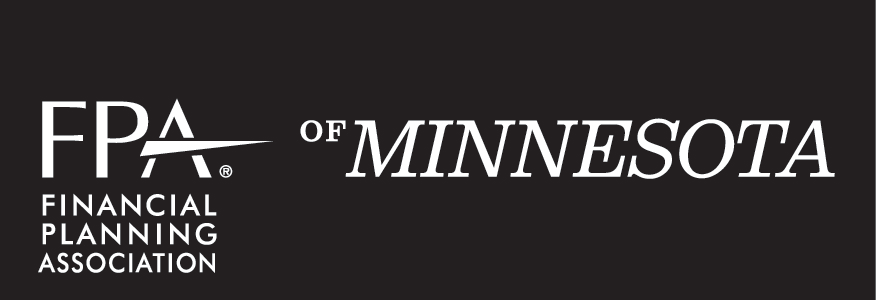 FPA® OF MINNESOTA
FINANCIAL
PLANNING
ASSOCIATION